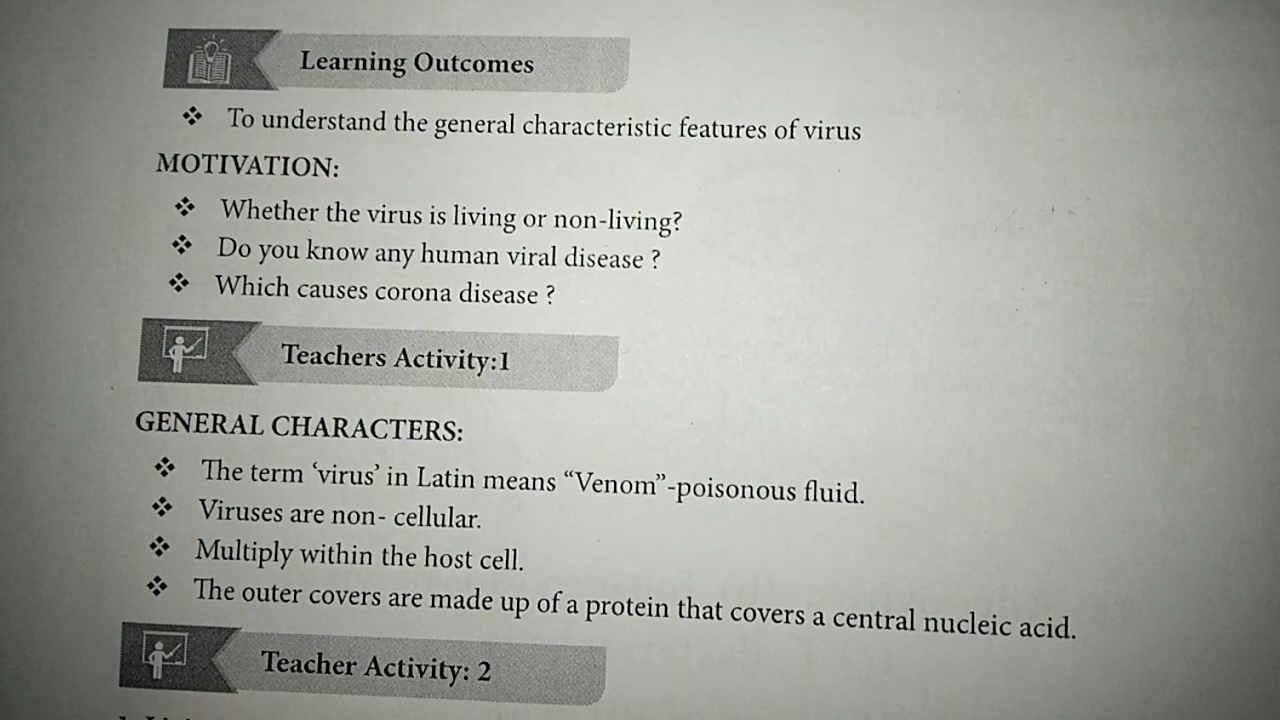 Learning Outcomes
❖ To understand the general characteristic features of virus
MOTIVATION:
❖ Whether the virus is living or non-living?
❖ Do you know any human viral disease ?
❖ Which causes corona disease ?
Teachers Activity:1
GENERAL CHARACTERS:
❖ The term ‘virus’ in Latin means “Venom”-poisonous fluid.
❖ Viruses are non- cellular.
❖ Multiply within the host cell.
❖ The outer covers are made up of a protein that covers a central nucleic acid.
Teacher Activity: 2